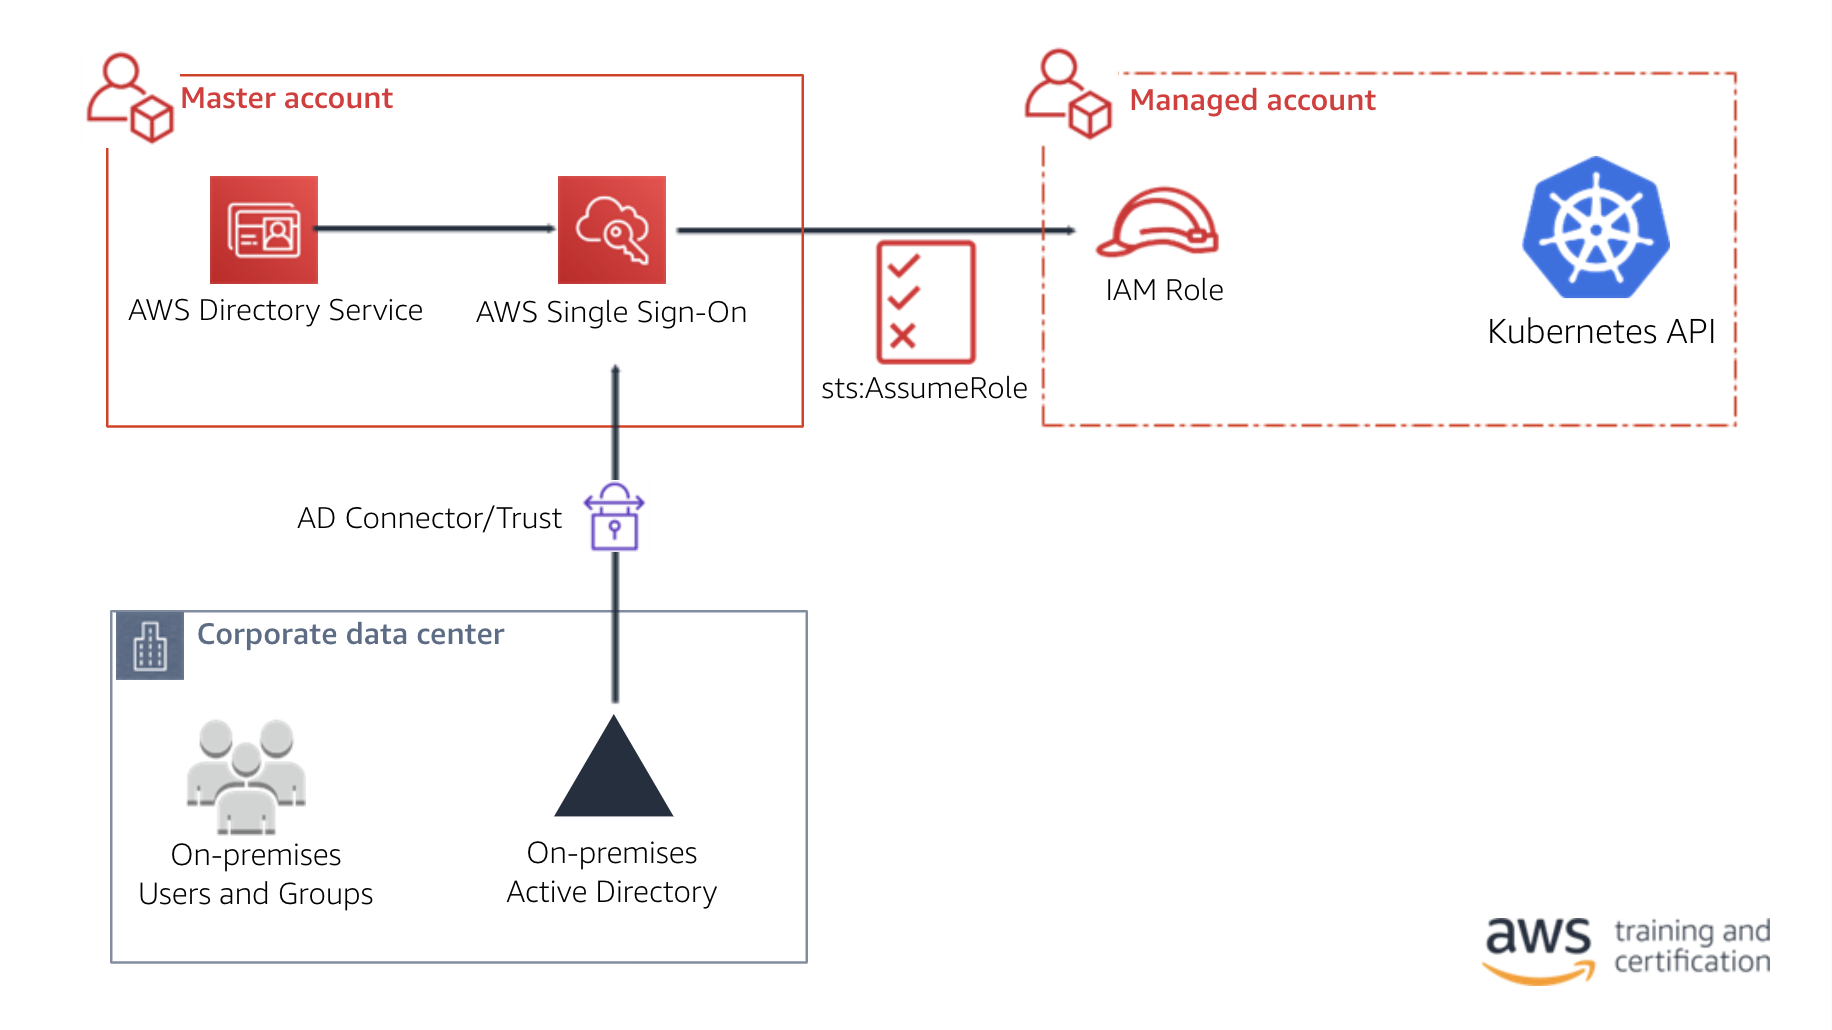 Master account
Managed account
AWS Directory Service
AWS Single Sign-On
sts:AssumeRole
IAM Role
Kubernetes API
AD Connector/Trust
Corporate data center
On-premises
Users and Groups
On-premises
Active Directory
aws training and
certification